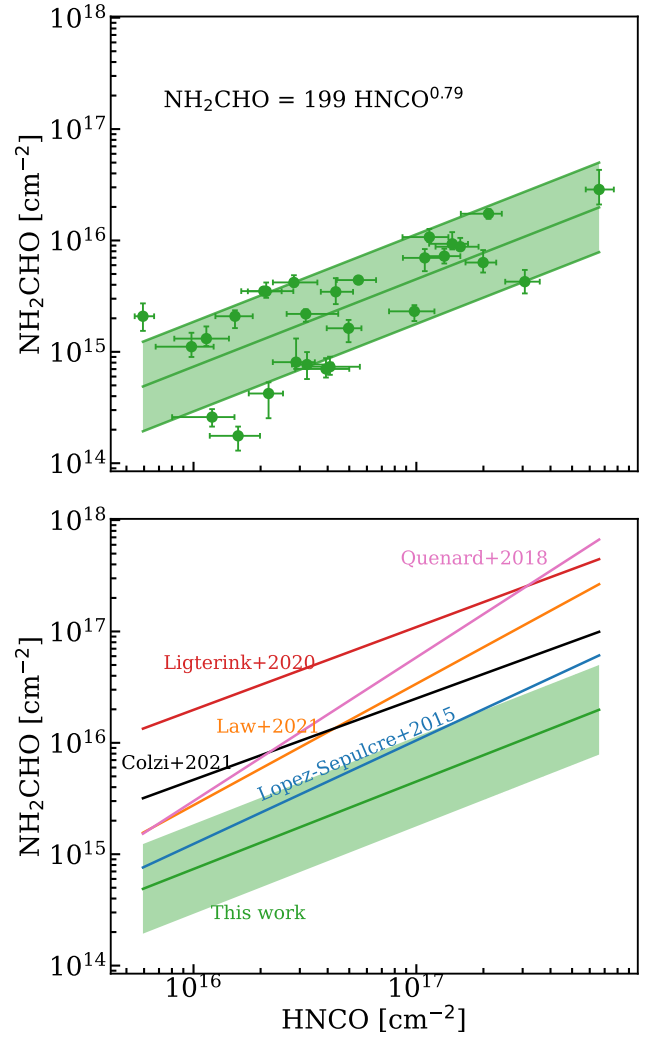 10^18
NH₂CHO = 199 HNCO^0.79
10^17
10^16
10^15
10^14
NH₂CHO [cm⁻²]
10^18
Quenard+2018
10^17
Ligterink+2020
Law+2021
Lopez-Sepulcre+2015
10^16
Colzi+2021
10^15
This work
10^14
NH₂CHO [cm⁻²]
10^16
10^17
HNCO [cm⁻²]